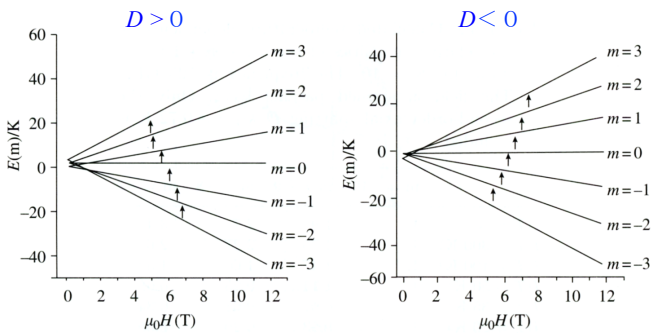 D > 0
60
40
20
0
−20
−40
E(m)/K
m=3
m=2
m=1
m=0
m=−1
m=−2
m=−3
0 2 4 6 8 10 12
μ₀H(T)
D< 0
40
20
0
−20
−40
−60
E(m)/K
m=3
m=2
m=1
m=0
m=−1
m=−2
m=−3
0 2 4 6 8 10 12
μ₀H(T)